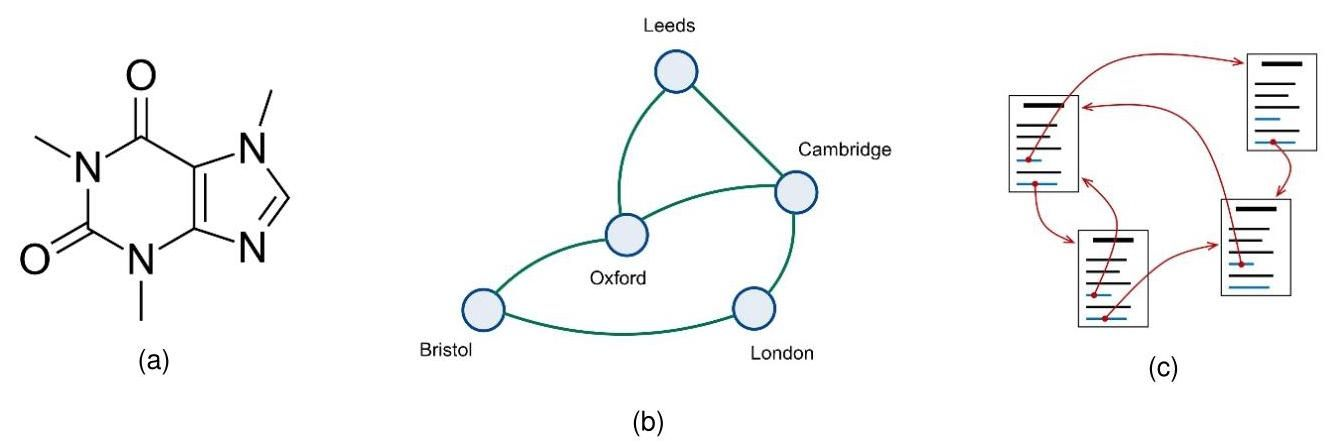 O
N
N
O
N
N
(a)
Leeds
Cambridge
Oxford
Bristol
London
(b)
(c)